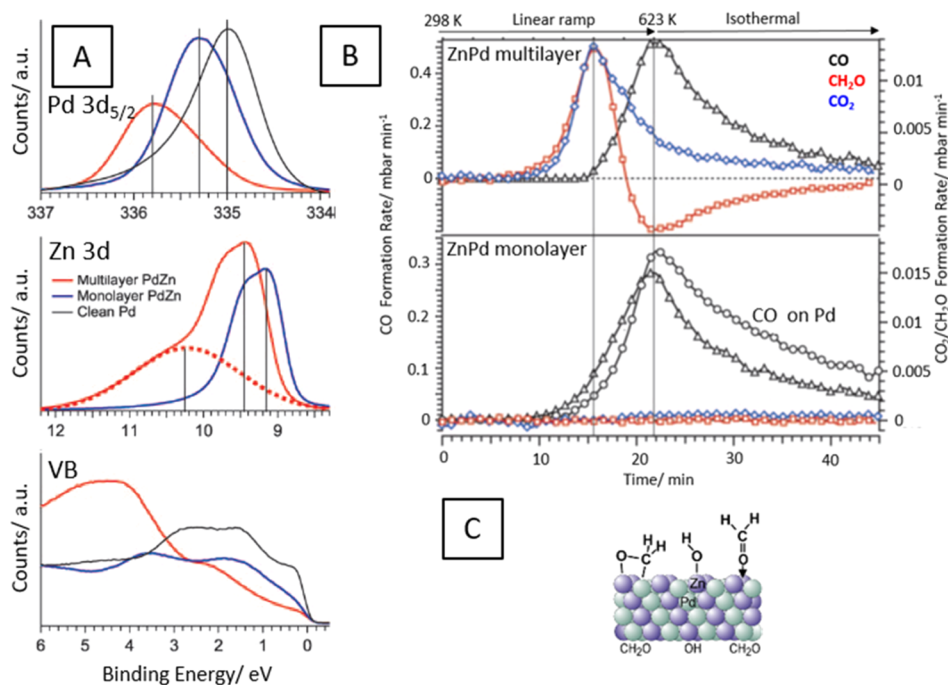 A
B
Pd 3d5/2
Counts/ a.u.
337
336
335
334
Zn 3d
Multilayer PdZn
Monolayer PdZn
Clean Pd
Counts/ a.u.
12
11
10
9
VB
Counts/ a.u.
6
5
4
3
2
1
0
Binding Energy/ eV
298 K
Linear ramp
623 K
Isothermal
ZnPd multilayer
CO
CH2O
CO2
0.4
0.2
0
0.01
0.005
0
ZnPd monolayer
CO on Pd
0.3
0.2
0.1
0
0.015
0.01
0.005
0
CO Formation Rate/ mbar min-1
CO2/CH2O Formation Rate/ mbar min-1
0
10
20
30
40
Time/ min
C
O
C
H
H
H
O
H
H
C
O
Zn
Pd
CH2O
OH
CH2O